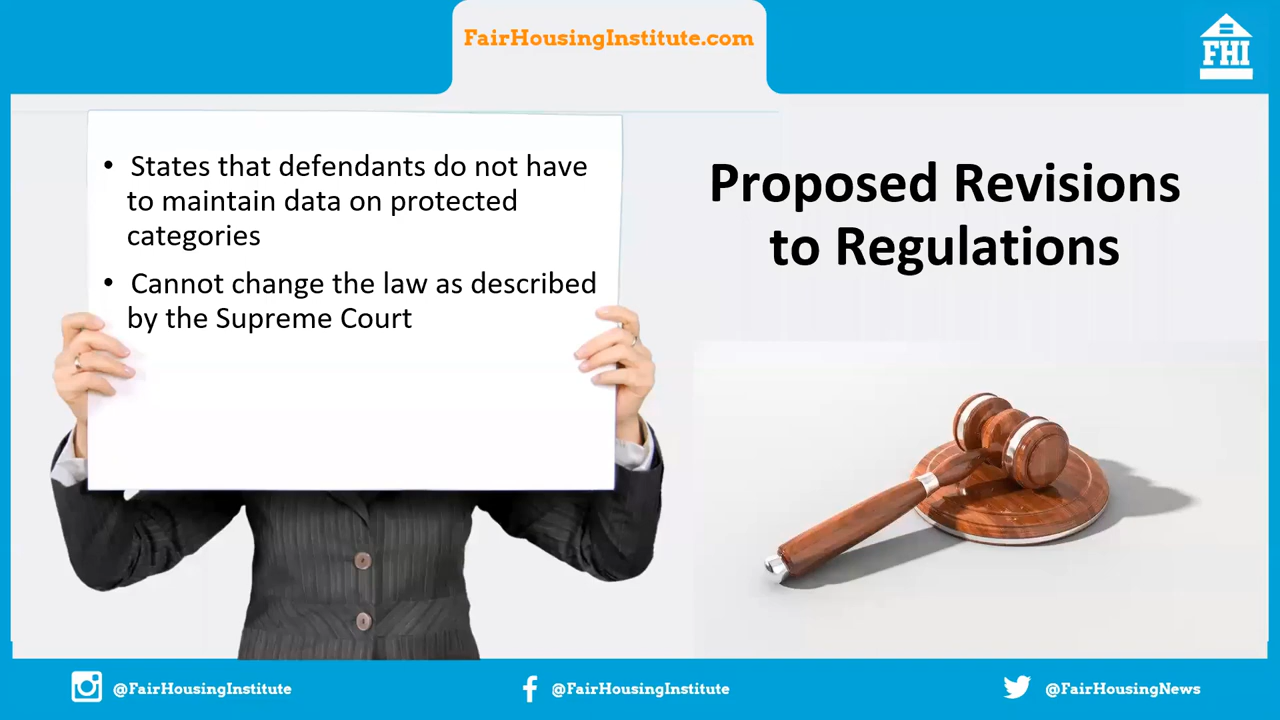 FairHousingInstitute.com
FHI
• States that defendants do not have
to maintain data on protected
categories
• Cannot change the law as described
by the Supreme Court
Proposed Revisions
to Regulations
@FairHousingInstitute
@FairHousingInstitute
@FairHousingNews